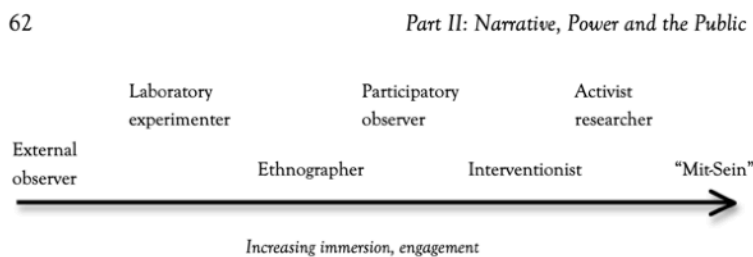 62
Part II: Narrative, Power and the Public
Laboratory
experimenter
Participatory
observer
Activist
researcher
External
observer
Ethnographer
Interventionist
“Mit-Sein”
Increasing immersion, engagement